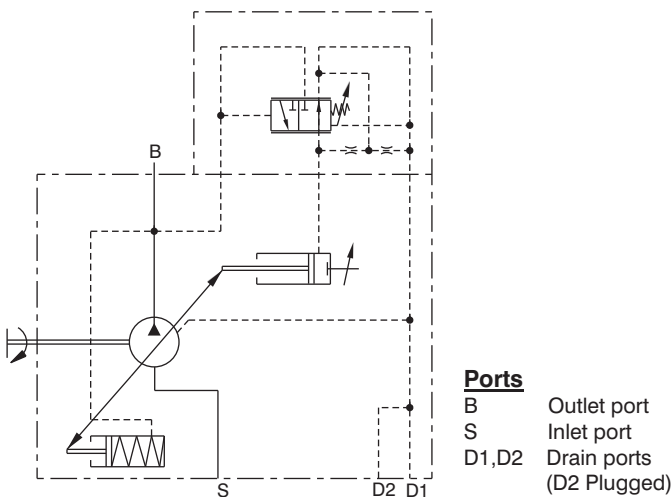 B
S
D2 D1
Ports
B Outlet port
S Inlet port
D1,D2 Drain ports
(D2 Plugged)